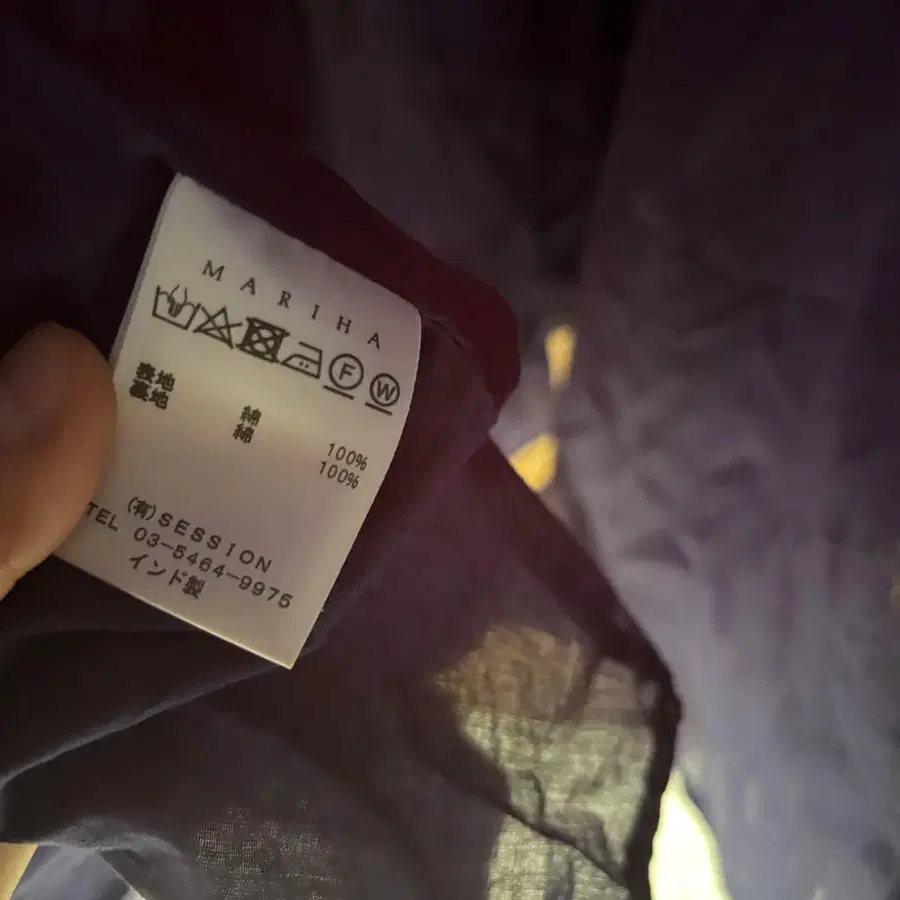 MARIHA
F W
表地 綿 100%
裏地 綿 100%
(有)SESSION
TEL 03-5464-9975
インド製